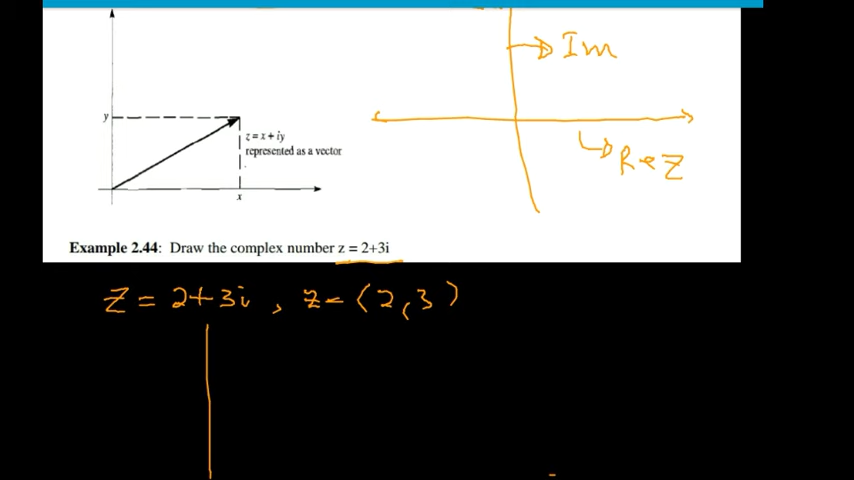 Im
y
z = x + iy
represented as a vector
Re Z
x
Example 2.44: Draw the complex number z = 2+3i
Z = 2+3i , z = (2,3)